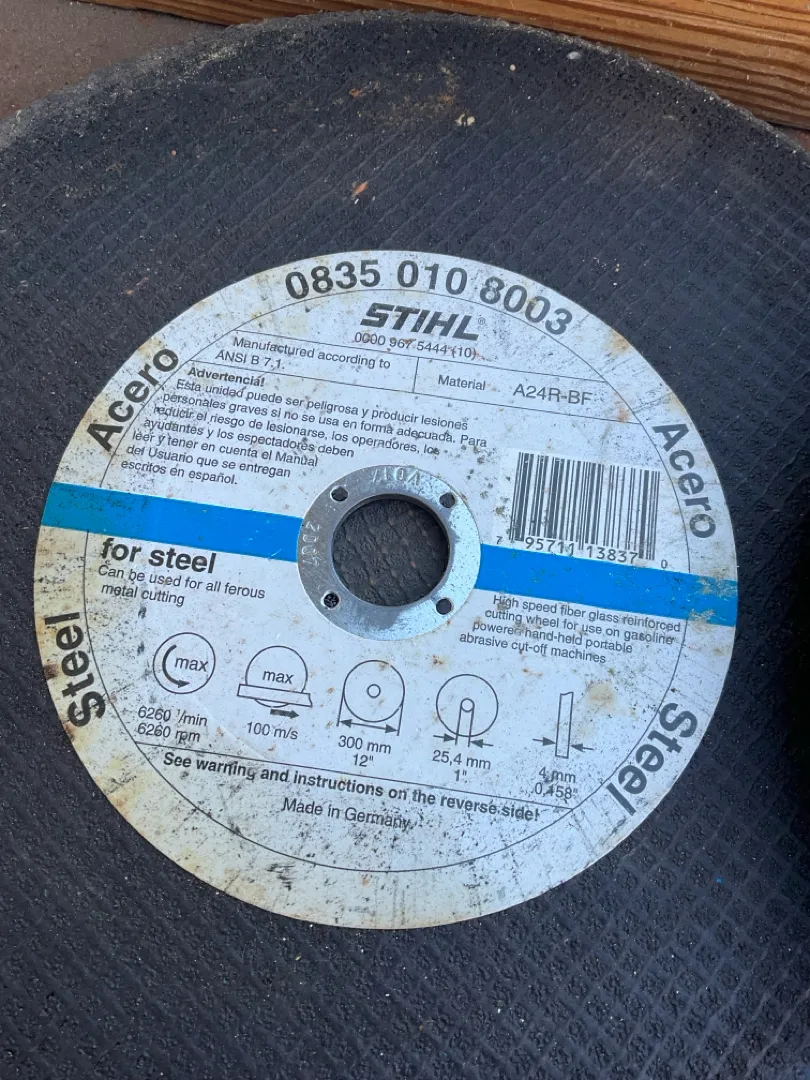 0835 010 8003
STIHL®
0000 967 5444 (10)
Manufactured according to
ANSI B 7.1.
Material A24R-BF
Acero
Acero
Advertencia!
Esta unidad puede ser peligrosa y producir lesiones
personales graves si no se usa en forma adecuada. Para
reducir el riesgo de lesionarse, los operadores, los
ayudantes y los espectadores deben
leer y tener en cuenta el Manual
del Usuario que se entregan
escritos en español.
7 95711 13837 0
V01/
for steel
Can be used for all ferous
metal cutting
High speed fiber glass reinforced
cutting wheel for use on gasoline
powered hand-held portable
abrasive cut-off machines
Steel
Steel
max
max
6260 1/min
6260 rpm
100 m/s
300 mm
12"
25,4 mm
1"
4 mm
0,158"
See warning and instructions on the reverse side!
Made in Germany